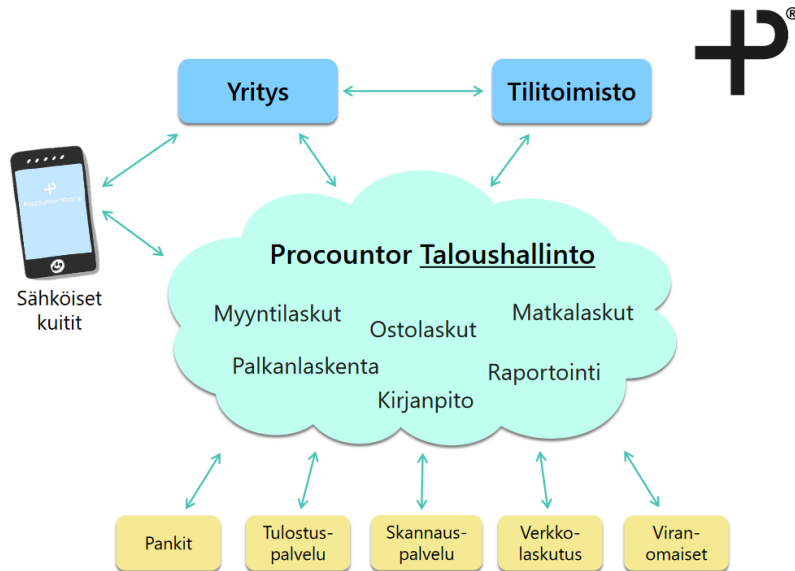 ®
Yritys
Tilitoimisto
Sähköiset
kuitit
Procountor Taloushallinto
Myyntilaskut
Ostolaskut
Matkalaskut
Palkanlaskenta
Raportointi
Kirjanpito
Pankit
Tulostus-
palvelu
Skannaus-
palvelu
Verkko-
laskutus
Viran-
omaiset